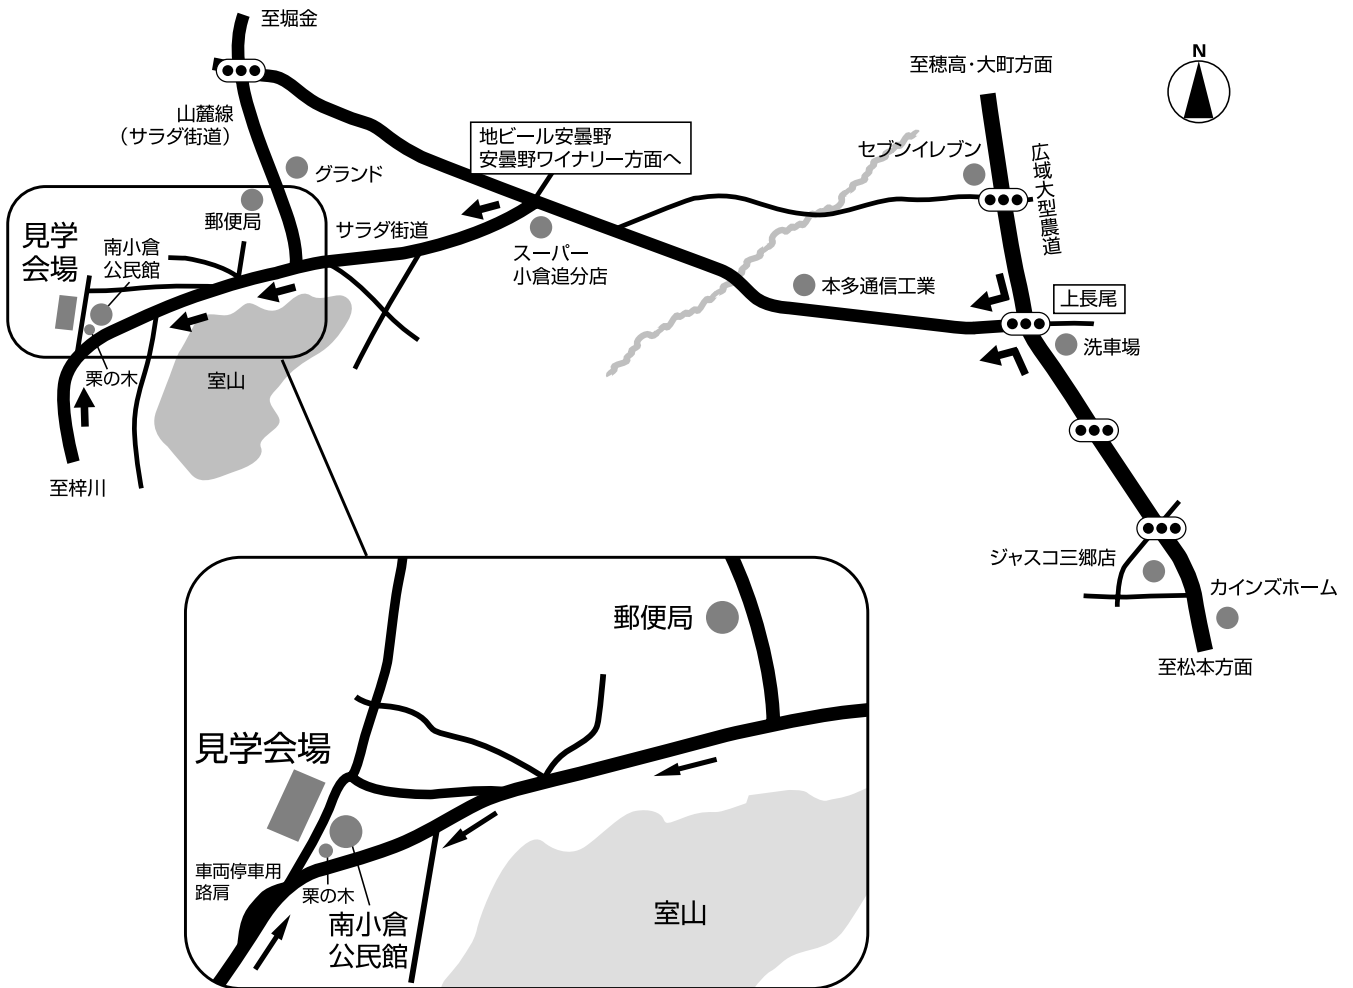 至堀金
N
至穂高・大町方面
山麓線
（サラダ街道）
地ビール安曇野
安曇野ワイナリー方面へ
セブンイレブン
広域大型農道
グランド
郵便局
サラダ街道
見学
会場
南小倉
公民館
スーパー
小倉追分店
本多通信工業
上長尾
洗車場
栗の木
室山
至梓川
ジャスコ三郷店
カインズホーム
至松本方面
郵便局
見学会場
車両停車用
路肩
栗の木
南小倉
公民館
室山